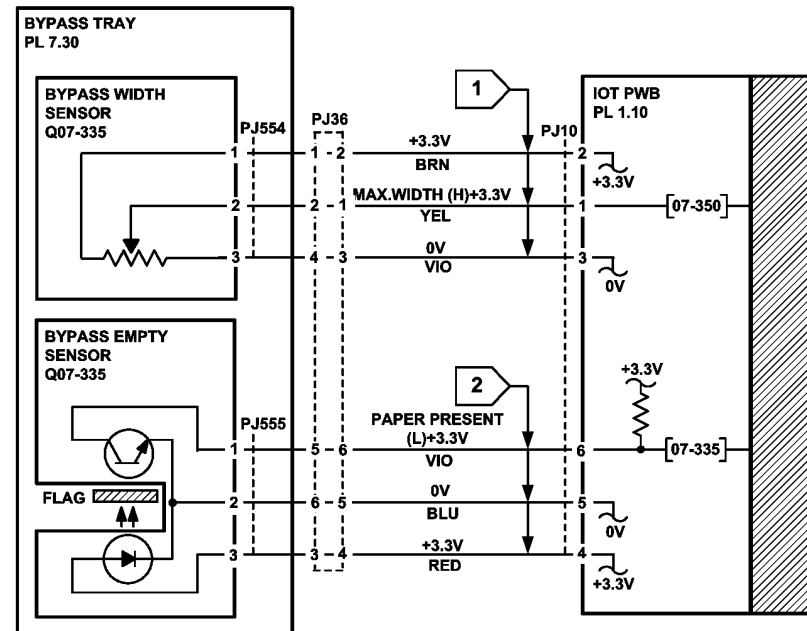 BYPASS TRAY
PL 7.30
BYPASS WIDTH
SENSOR
Q07-335
PJ554
PJ36
1
PJ10
IOT PWB
PL 1.10
1 1 - 2 +3.3V 2
BRN
+3.3V
2 2 - 1 MAX.WIDTH (H)+3.3V 1 [07-350]
YEL
3 4 - 3 0V 3
VIO
0V
BYPASS EMPTY
SENSOR
Q07-335
PJ555
2
+3.3V
PAPER PRESENT
(L)+3.3V
1 5 - 6 6 [07-335]
VIO
FLAG
2 6 - 5 0V 5
BLU
0V
3 3 - 4 +3.3V 4
RED
+3.3V